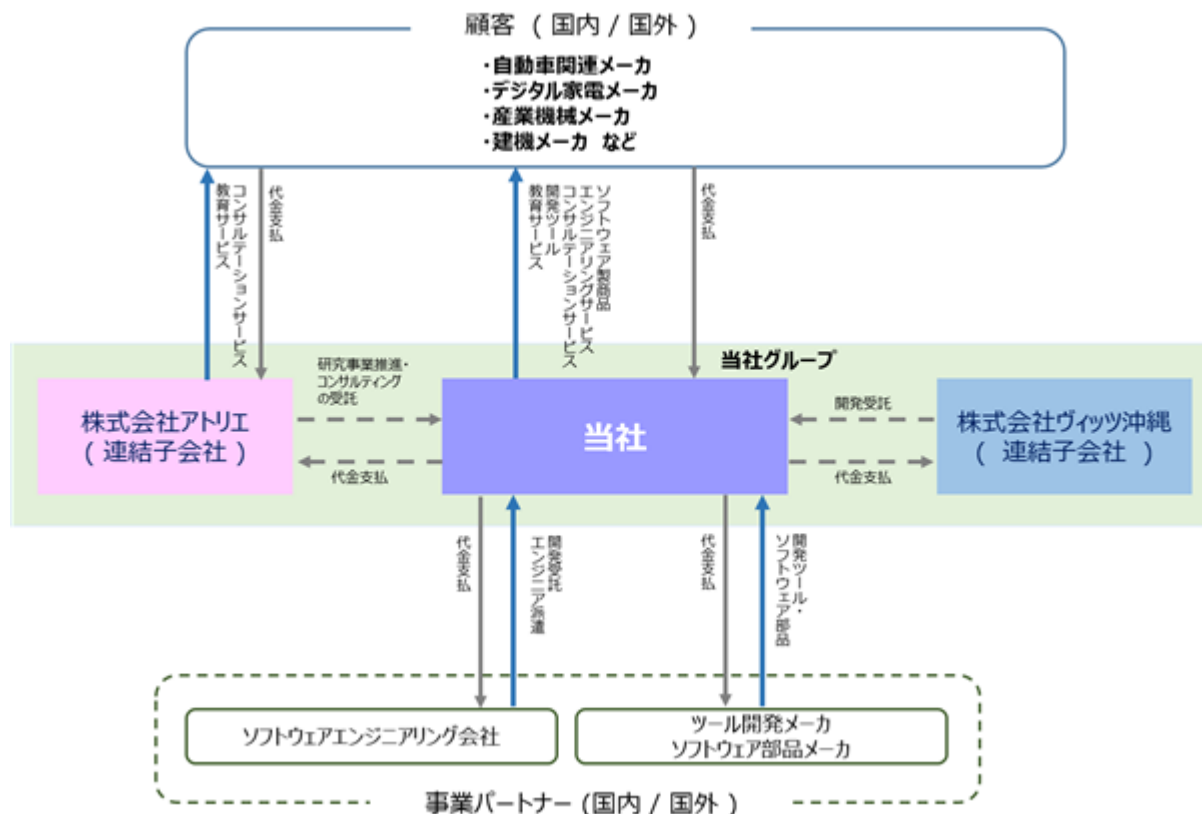 顧客 ( 国内 / 国外 )
・自動車関連メーカ
・デジタル家電メーカ
・産業機械メーカ
・建機メーカ など
コンサルテーションサービス
教育サービス
代金支払
ソフトウェア製商品
エンジニアリングサービス
コンサルテーションサービス
開発ツール
教育サービス
代金支払
当社グループ
株式会社アトリエ
( 連結子会社 )
研究事業推進・
コンサルティング
の受託
代金支払
当社
開発受託
代金支払
株式会社ヴィッツ沖縄
( 連結子会社 )
代金支払
開発受託
エンジニア派遣
代金支払
開発ツール・
ソフトウェア部品
ソフトウェアエンジニアリング会社
ツール開発メーカ
ソフトウェア部品メーカ
事業パートナー (国内 / 国外 )